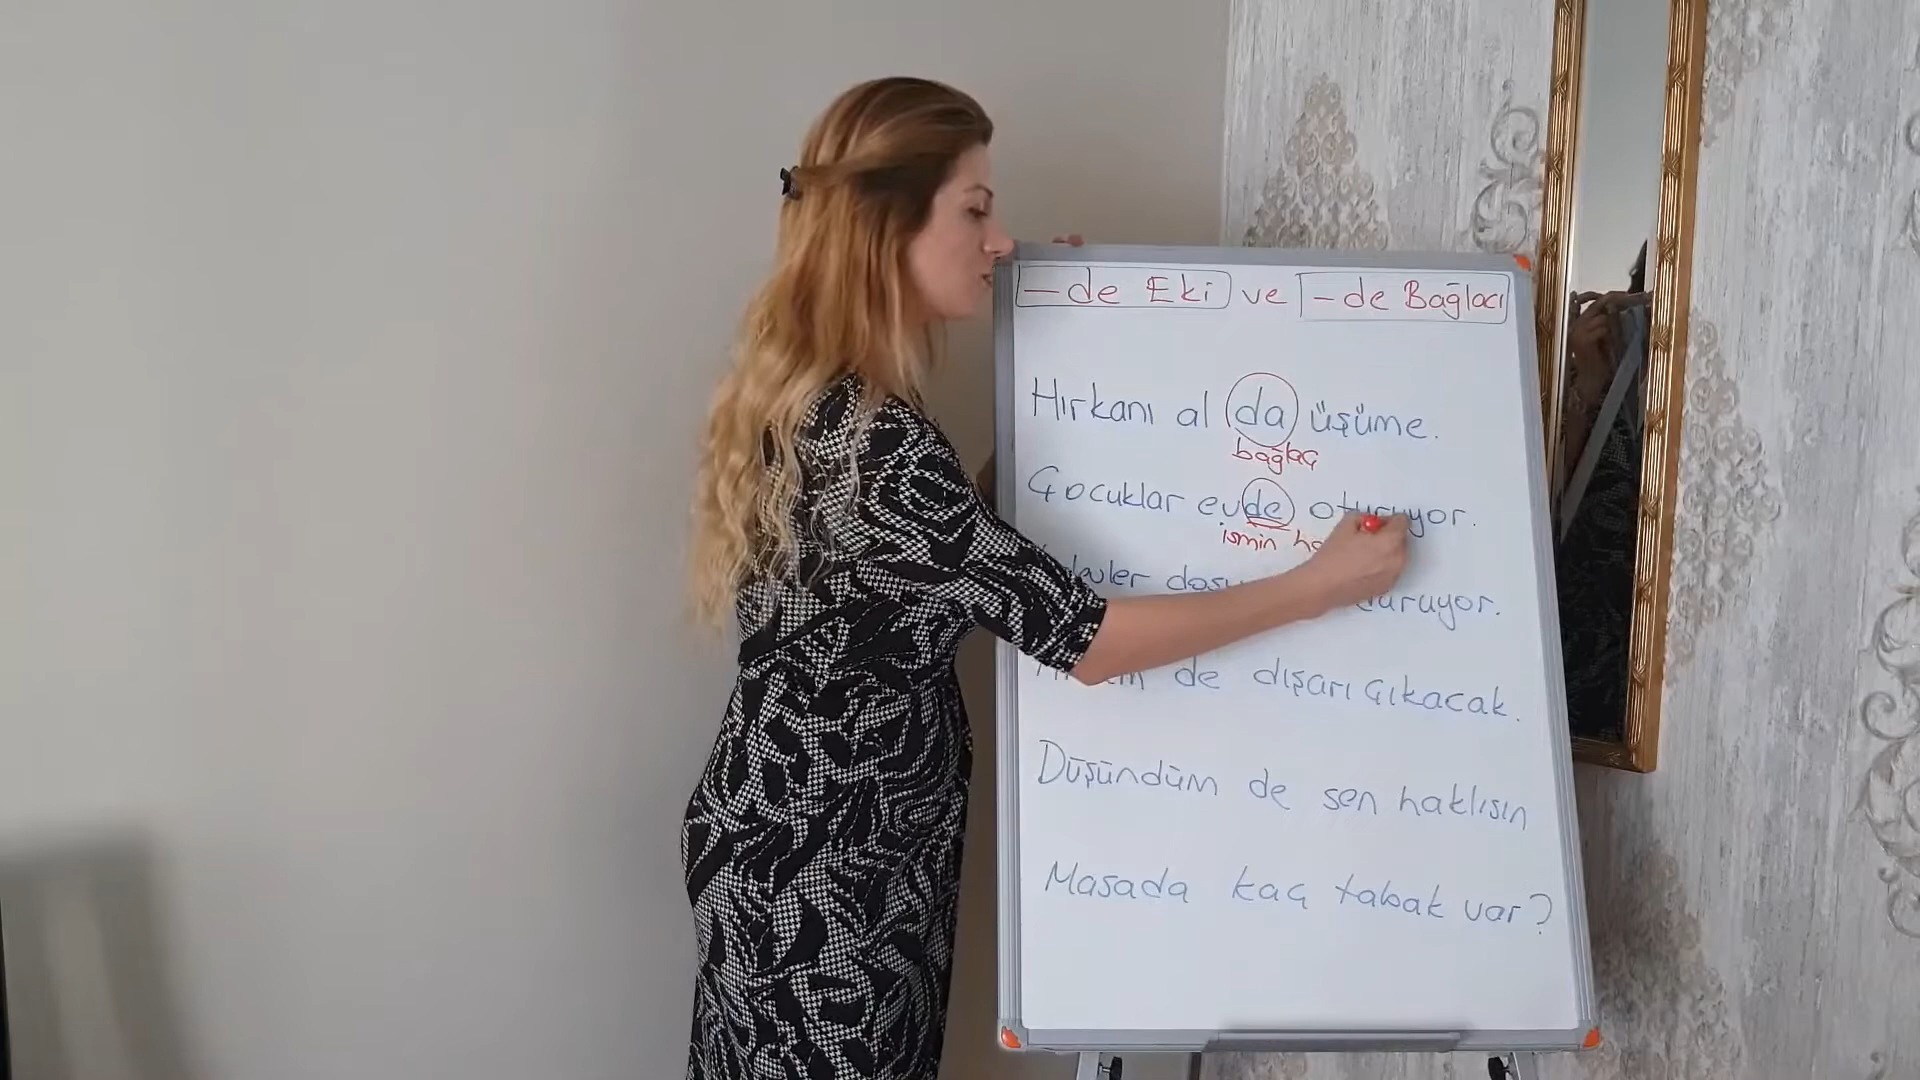 -de Eki ve -de Bağlacı
Hırkanı al da üşüme.
bağlaç
Çocuklar evde oturuyor.
ismin
duruyor.
de dışarı çıkacak.
Düşündüm de sen haklısın
Masada kaç tabak var?